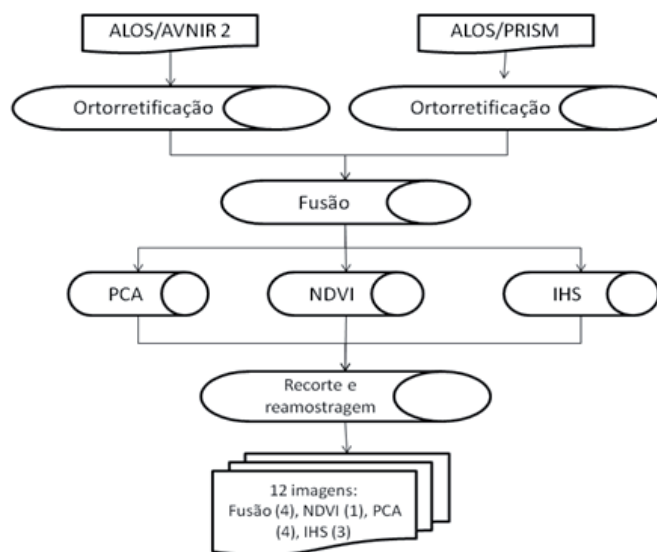 ALOS/AVNIR 2
ALOS/PRISM
Ortorretificação
Ortorretificação
Fusão
PCA
NDVI
IHS
Recorte e
reamostragem
12 imagens:
Fusão (4), NDVI (1), PCA
(4), IHS (3)